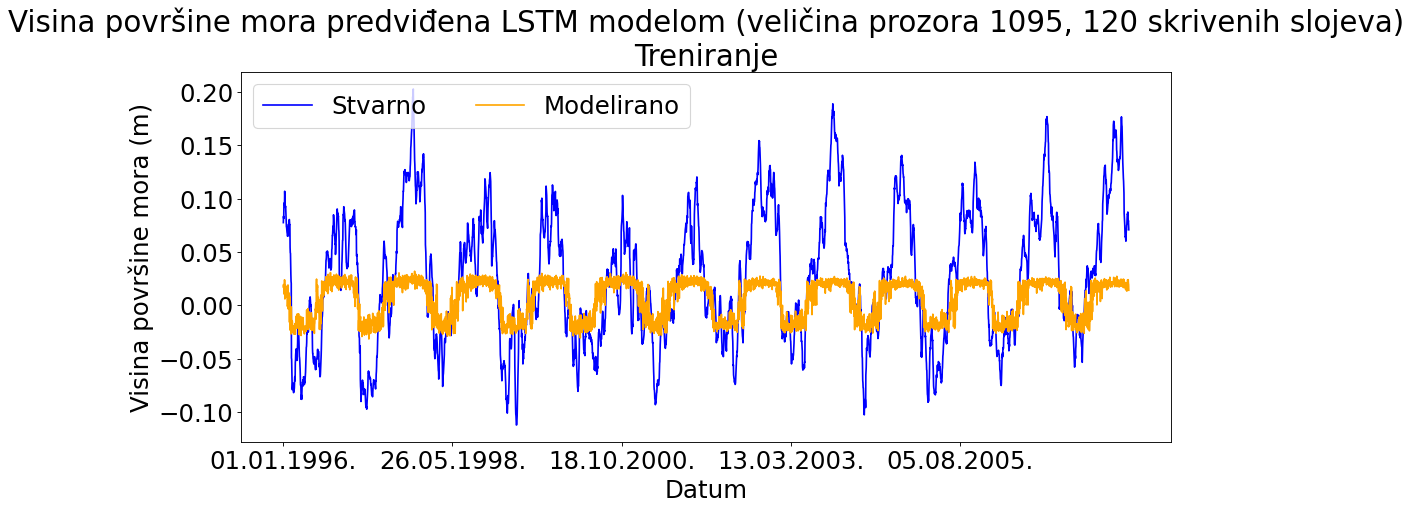 Visina površine mora predviđena LSTM modelom (veličina prozora 1095, 120 skrivenih slojeva)
Treniranje
Stvarno
Modelirano
Visina površine mora (m)
0.20
0.15
0.10
0.05
0.00
−0.05
−0.10
01.01.1996.
26.05.1998.
18.10.2000.
13.03.2003.
05.08.2005.
Datum